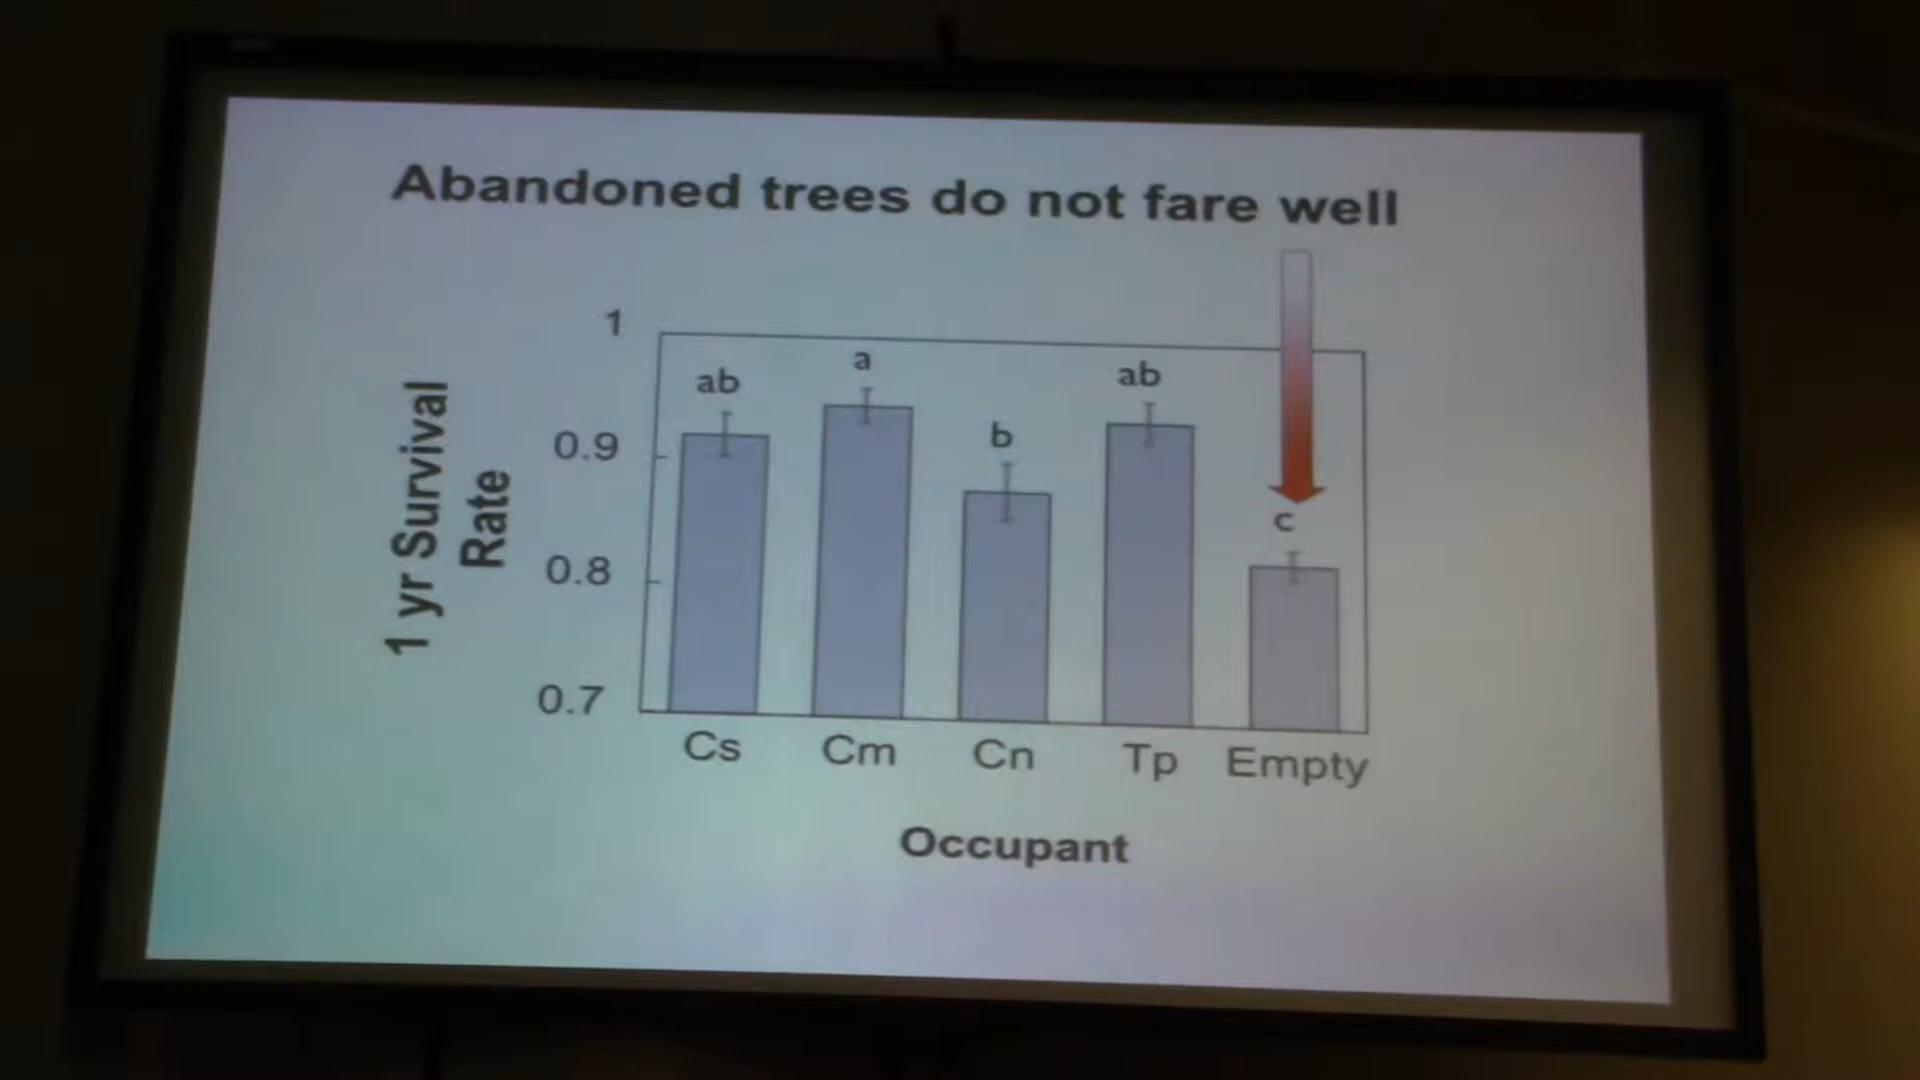 Abandoned trees do not fare well
1 yr Survival
Rate
1
0.9
0.8
0.7
ab
a
b
ab
c
Cs
Cm
Cn
Tp
Empty
Occupant